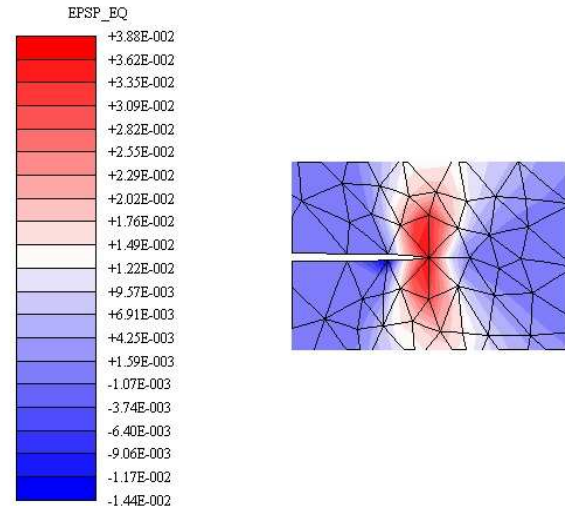 EPSP_EQ
+3.88E-002
+3.62E-002
+3.35E-002
+3.09E-002
+2.82E-002
+2.55E-002
+2.29E-002
+2.02E-002
+1.76E-002
+1.49E-002
+1.22E-002
+9.57E-003
+6.91E-003
+4.25E-003
+1.59E-003
-1.07E-003
-3.74E-003
-6.40E-003
-9.06E-003
-1.17E-002
-1.44E-002